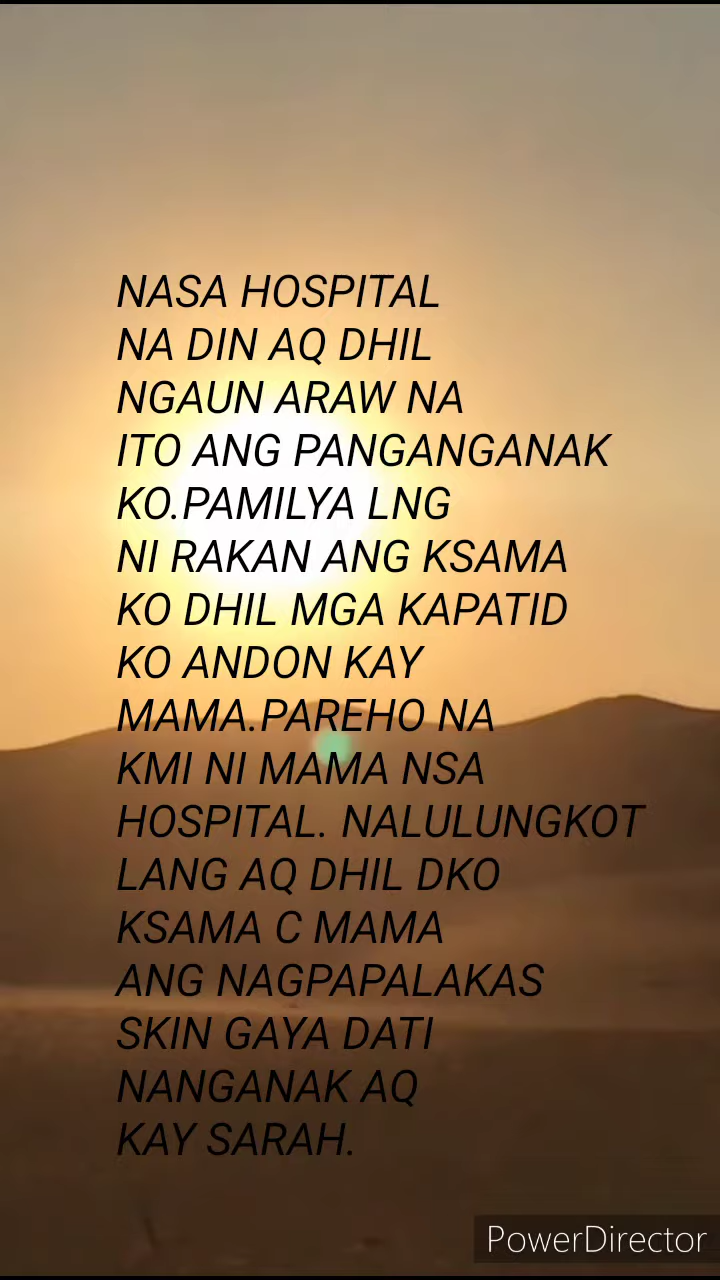 NASA HOSPITAL
NA DIN AQ DHIL
NGAUN ARAW NA
ITO ANG PANGANGANAK
KO.PAMILYA LNG
NI RAKAN ANG KSAMA
KO DHIL MGA KAPATID
KO ANDON KAY
MAMA.PAREHO NA
KMI NI MAMA NSA
HOSPITAL. NALULUNGKOT
LANG AQ DHIL DKO
KSAMA C MAMA
ANG NAGPAPALAKAS
SKIN GAYA DATI
NANGANAK AQ
KAY SARAH.
PowerDirector